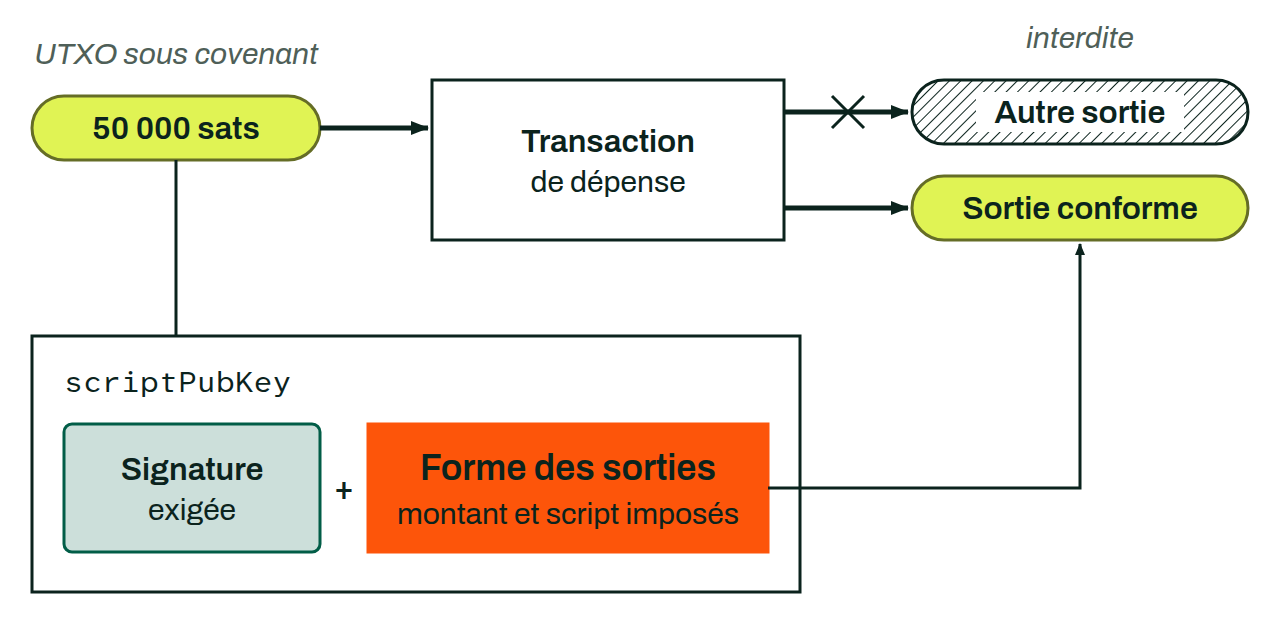 UTXO sous covenant
50 000 sats
Transaction
de dépense
interdite
Autre sortie
Sortie conforme
scriptPubKey
Signature
exigée
+
Forme des sorties
montant et script imposés